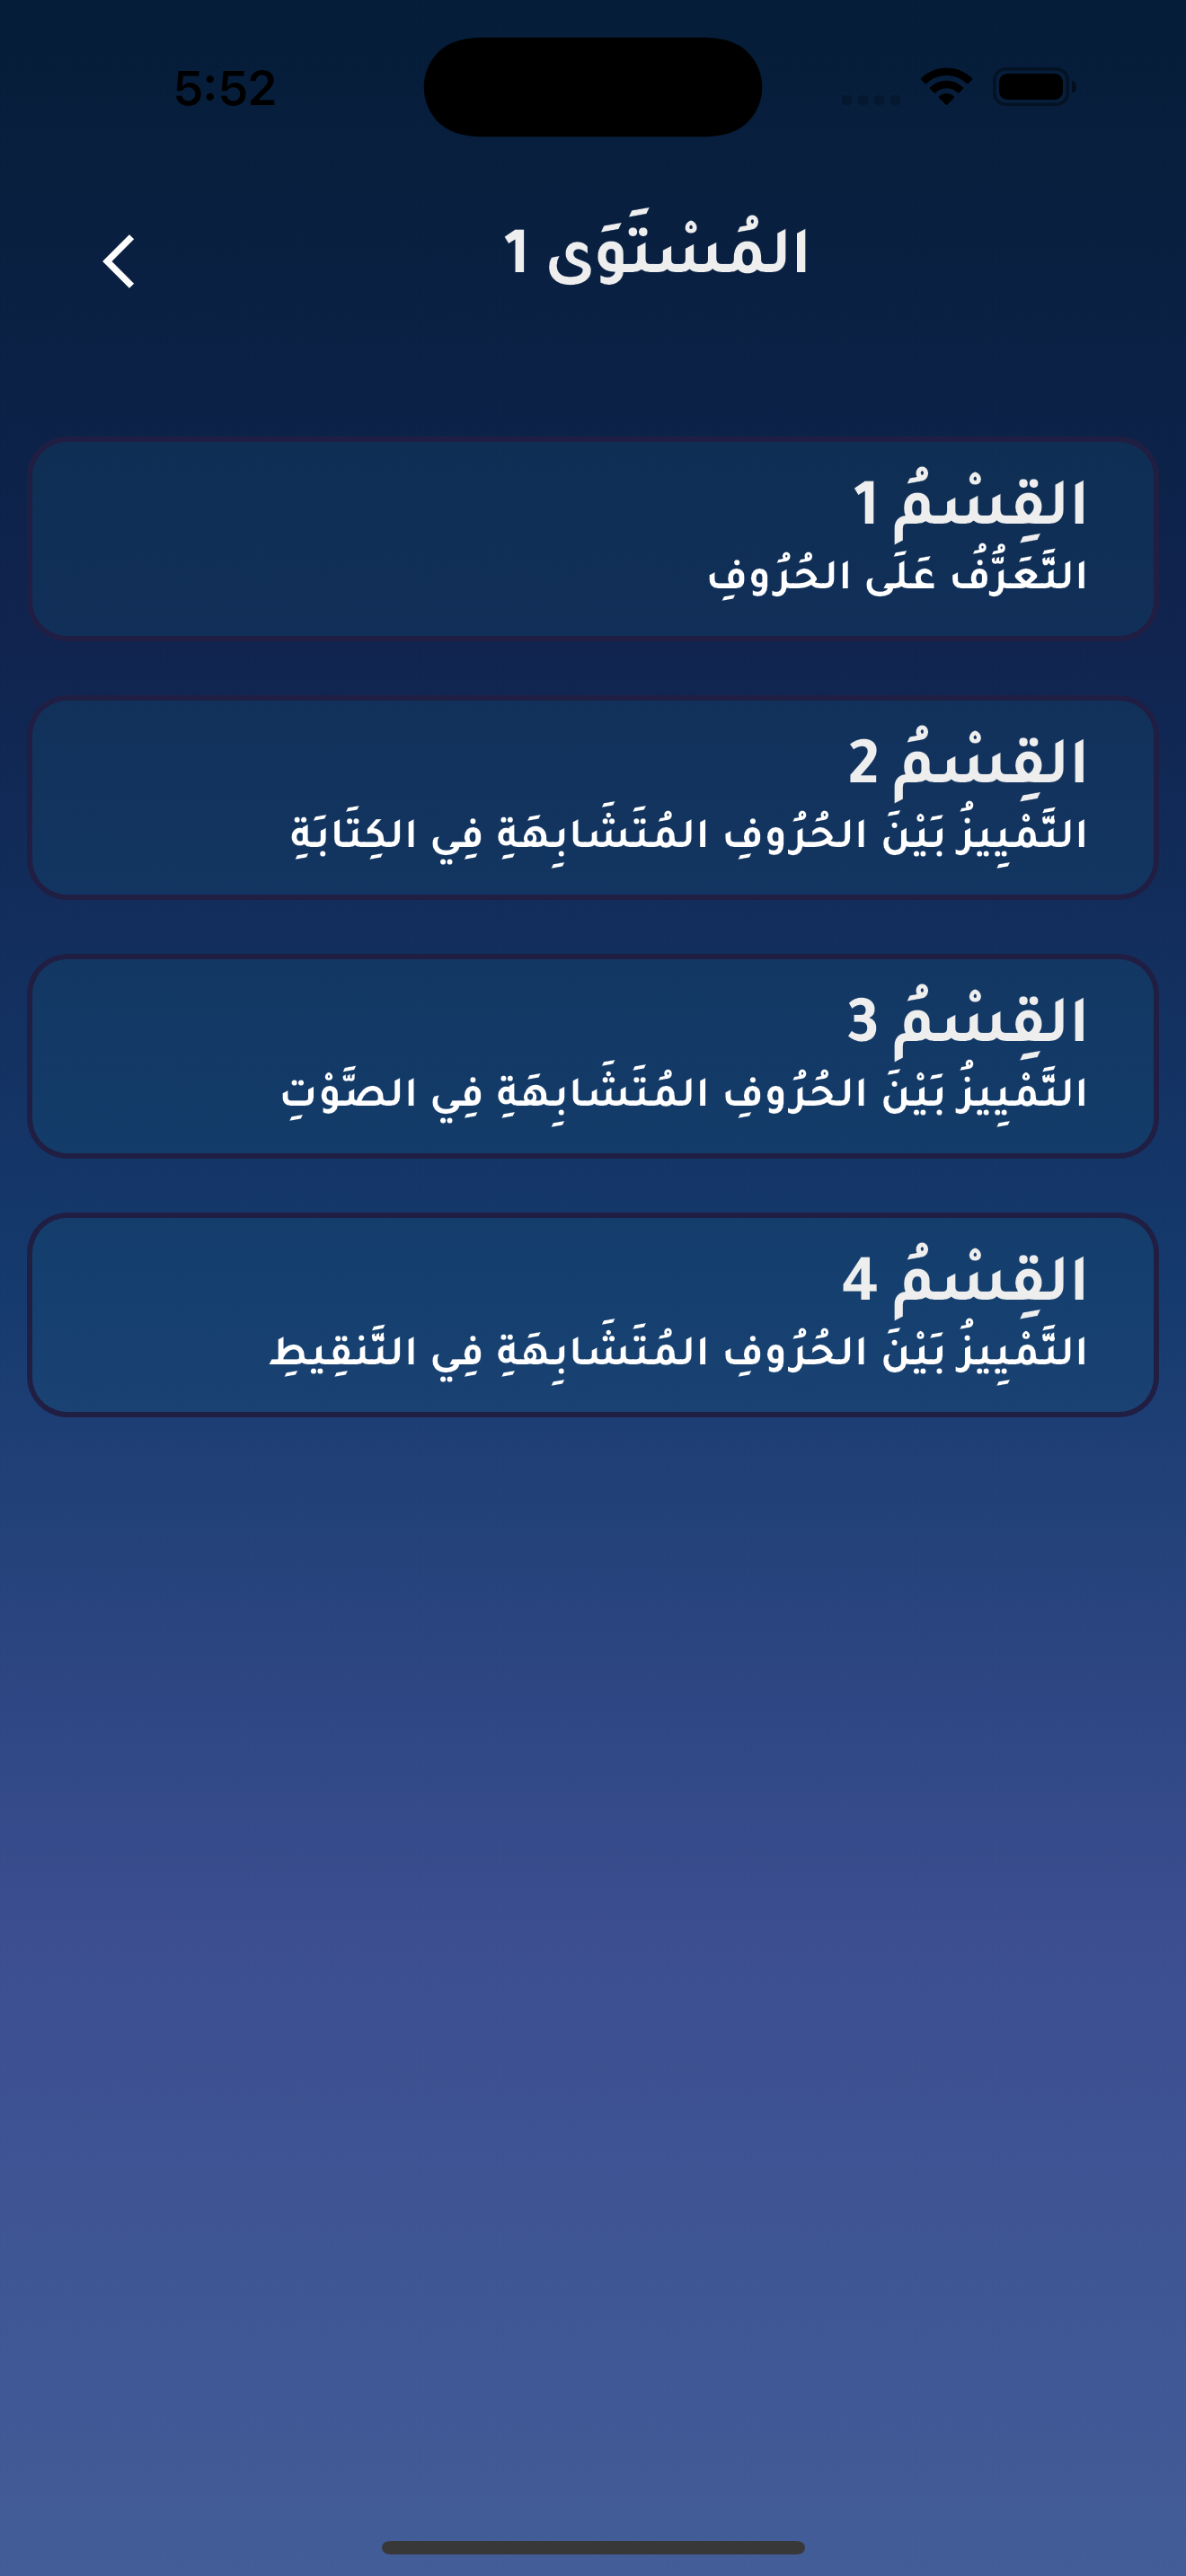 5:52
المُسْتَوَى 1
القِسْمُ 1
التَّعَرُّفُ عَلَى الحُرُوفِ
القِسْمُ 2
التَّمْيِيزُ بَيْنَ الحُرُوفِ المُتَشَابِهَةِ فِي الكِتَابَةِ
القِسْمُ 3
التَّمْيِيزُ بَيْنَ الحُرُوفِ المُتَشَابِهَةِ فِي الصَّوْتِ
القِسْمُ 4
التَّمْيِيزُ بَيْنَ الحُرُوفِ المُتَشَابِهَةِ فِي التَّنقِيطِ